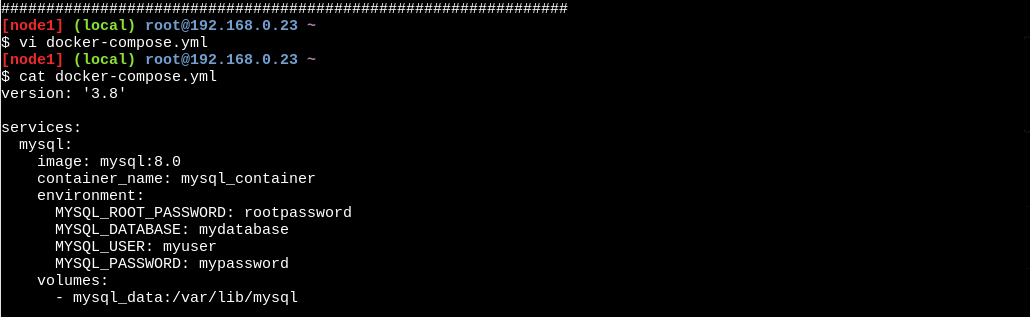 ###############################################################
[node1] (local) root@192.168.0.23 ~
$ vi docker-compose.yml
[node1] (local) root@192.168.0.23 ~
$ cat docker-compose.yml
version: '3.8'

services:
  mysql:
    image: mysql:8.0
    container_name: mysql_container
    environment:
      MYSQL_ROOT_PASSWORD: rootpassword
      MYSQL_DATABASE: mydatabase
      MYSQL_USER: myuser
      MYSQL_PASSWORD: mypassword
    volumes:
      - mysql_data:/var/lib/mysql